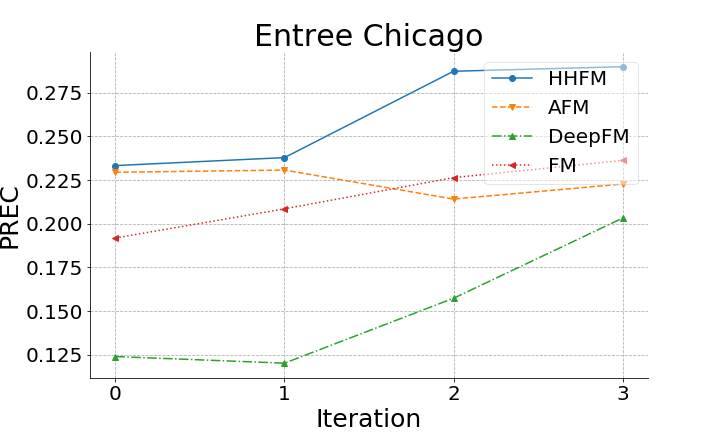 Entree Chicago
HHFM
AFM
DeepFM
FM
0.275
0.250
0.225
0.200
0.175
0.150
0.125
PREC
0 1 2 3
Iteration